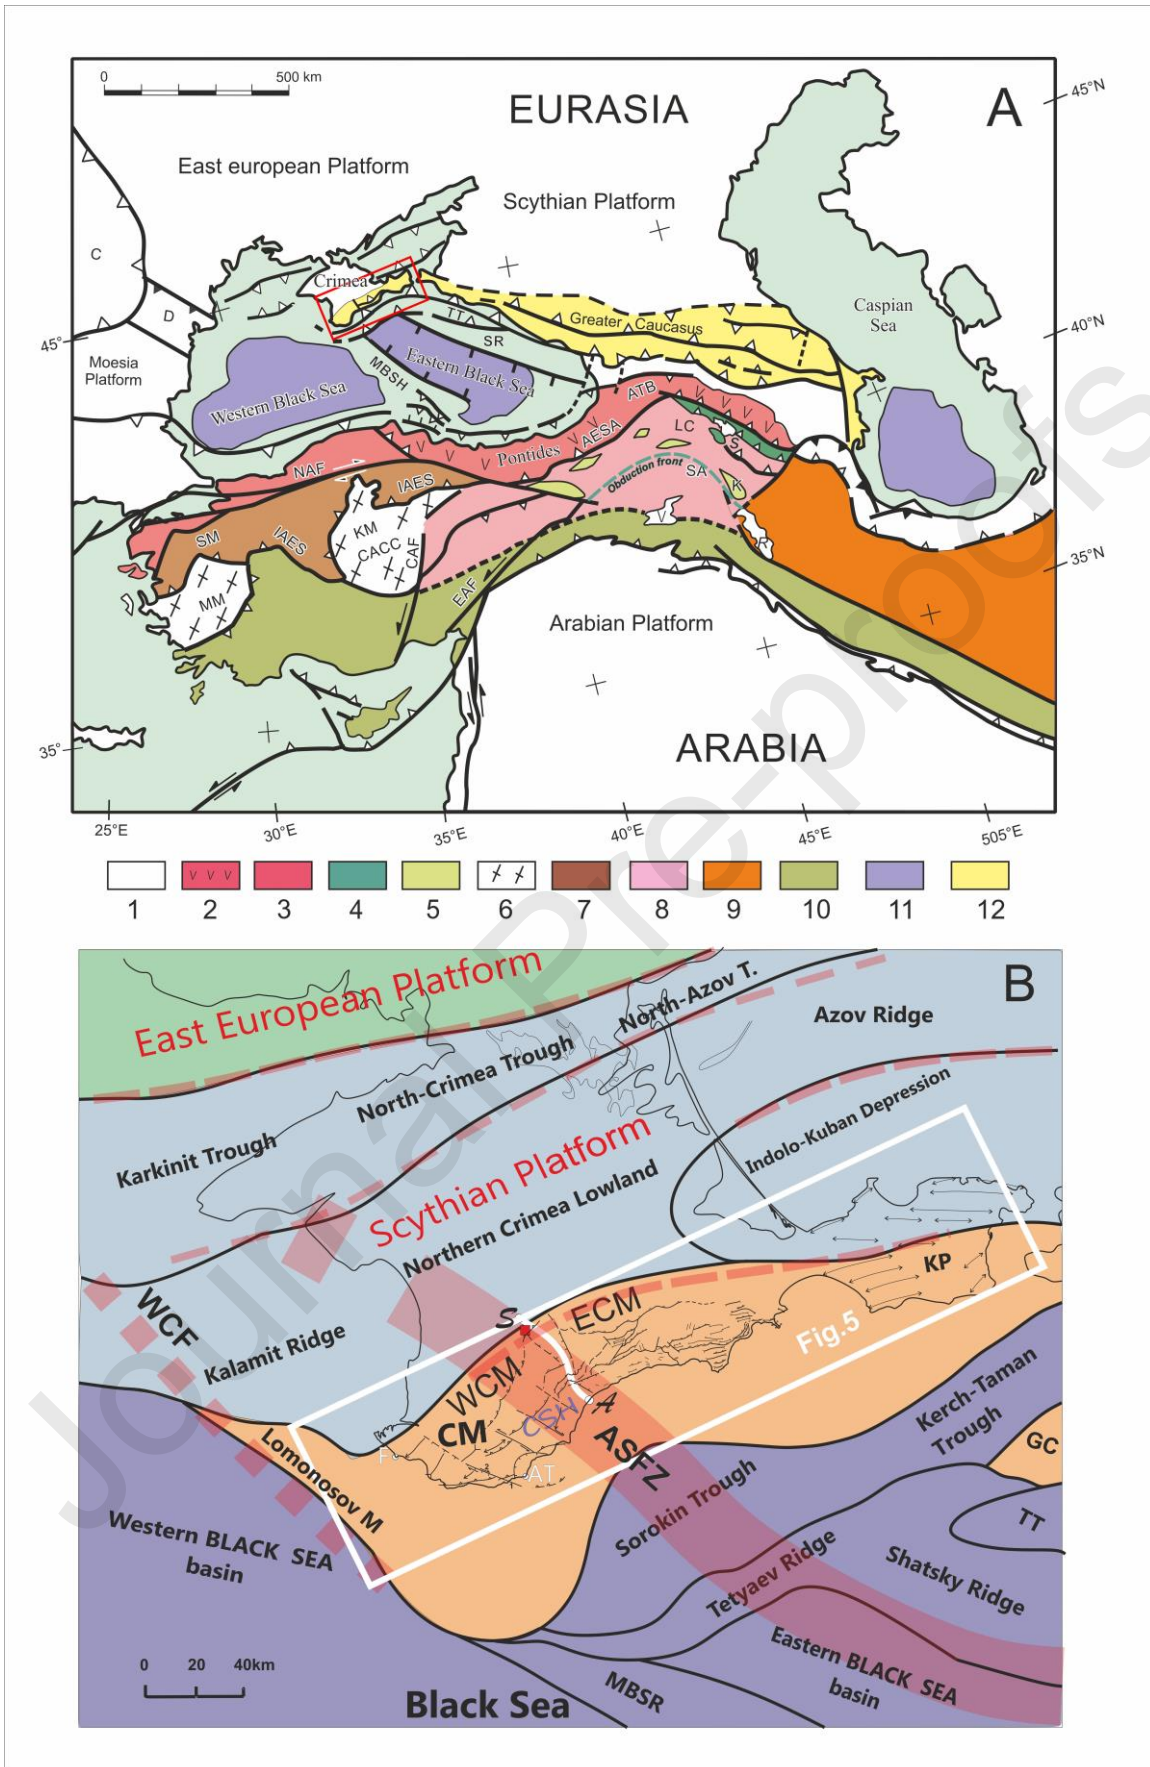 0 500 km
EURASIA
A
45°N
East european Platform
Scythian Platform
C
Crimea
D
Caspian
Sea
40°N
45°
TT
SR
Greater Caucasus
Moesia
Platform
MBSH
Eastern Black Sea
Western Black Sea
ATB
LC
AESA
S
Pontides
NAF
IAES
Obduction front
SA
K
V
SM
IAES
KM
CACC
CAF
R
MM
EAF
Arabian Platform
35°N
35°
ARABIA
25°E
30°E
35°E
40°E
45°E
505°E
1 2 3 4 5 6 7 8 9 10 11 12
B
East European Platform
North-Azov T.
Azov Ridge
North-Crimea Trough
Karkinit Trough
Scythian Platform
Indolo-Kuban Depression
Northern Crimea Lowland
KP
WCF
Kalamit Ridge
S
ECM
Fig.5
WCM
CM
CSH
A
ASFZ
F
AT
Lomonosov M
Kerch-Taman
Trough
GC
TT
Sorokin Trough
Western BLACK SEA
basin
Tetyaev Ridge
Shatsky Ridge
Eastern BLACK SEA
basin
0 20 40km
MBSR
Black Sea
Journal Pre-proofs